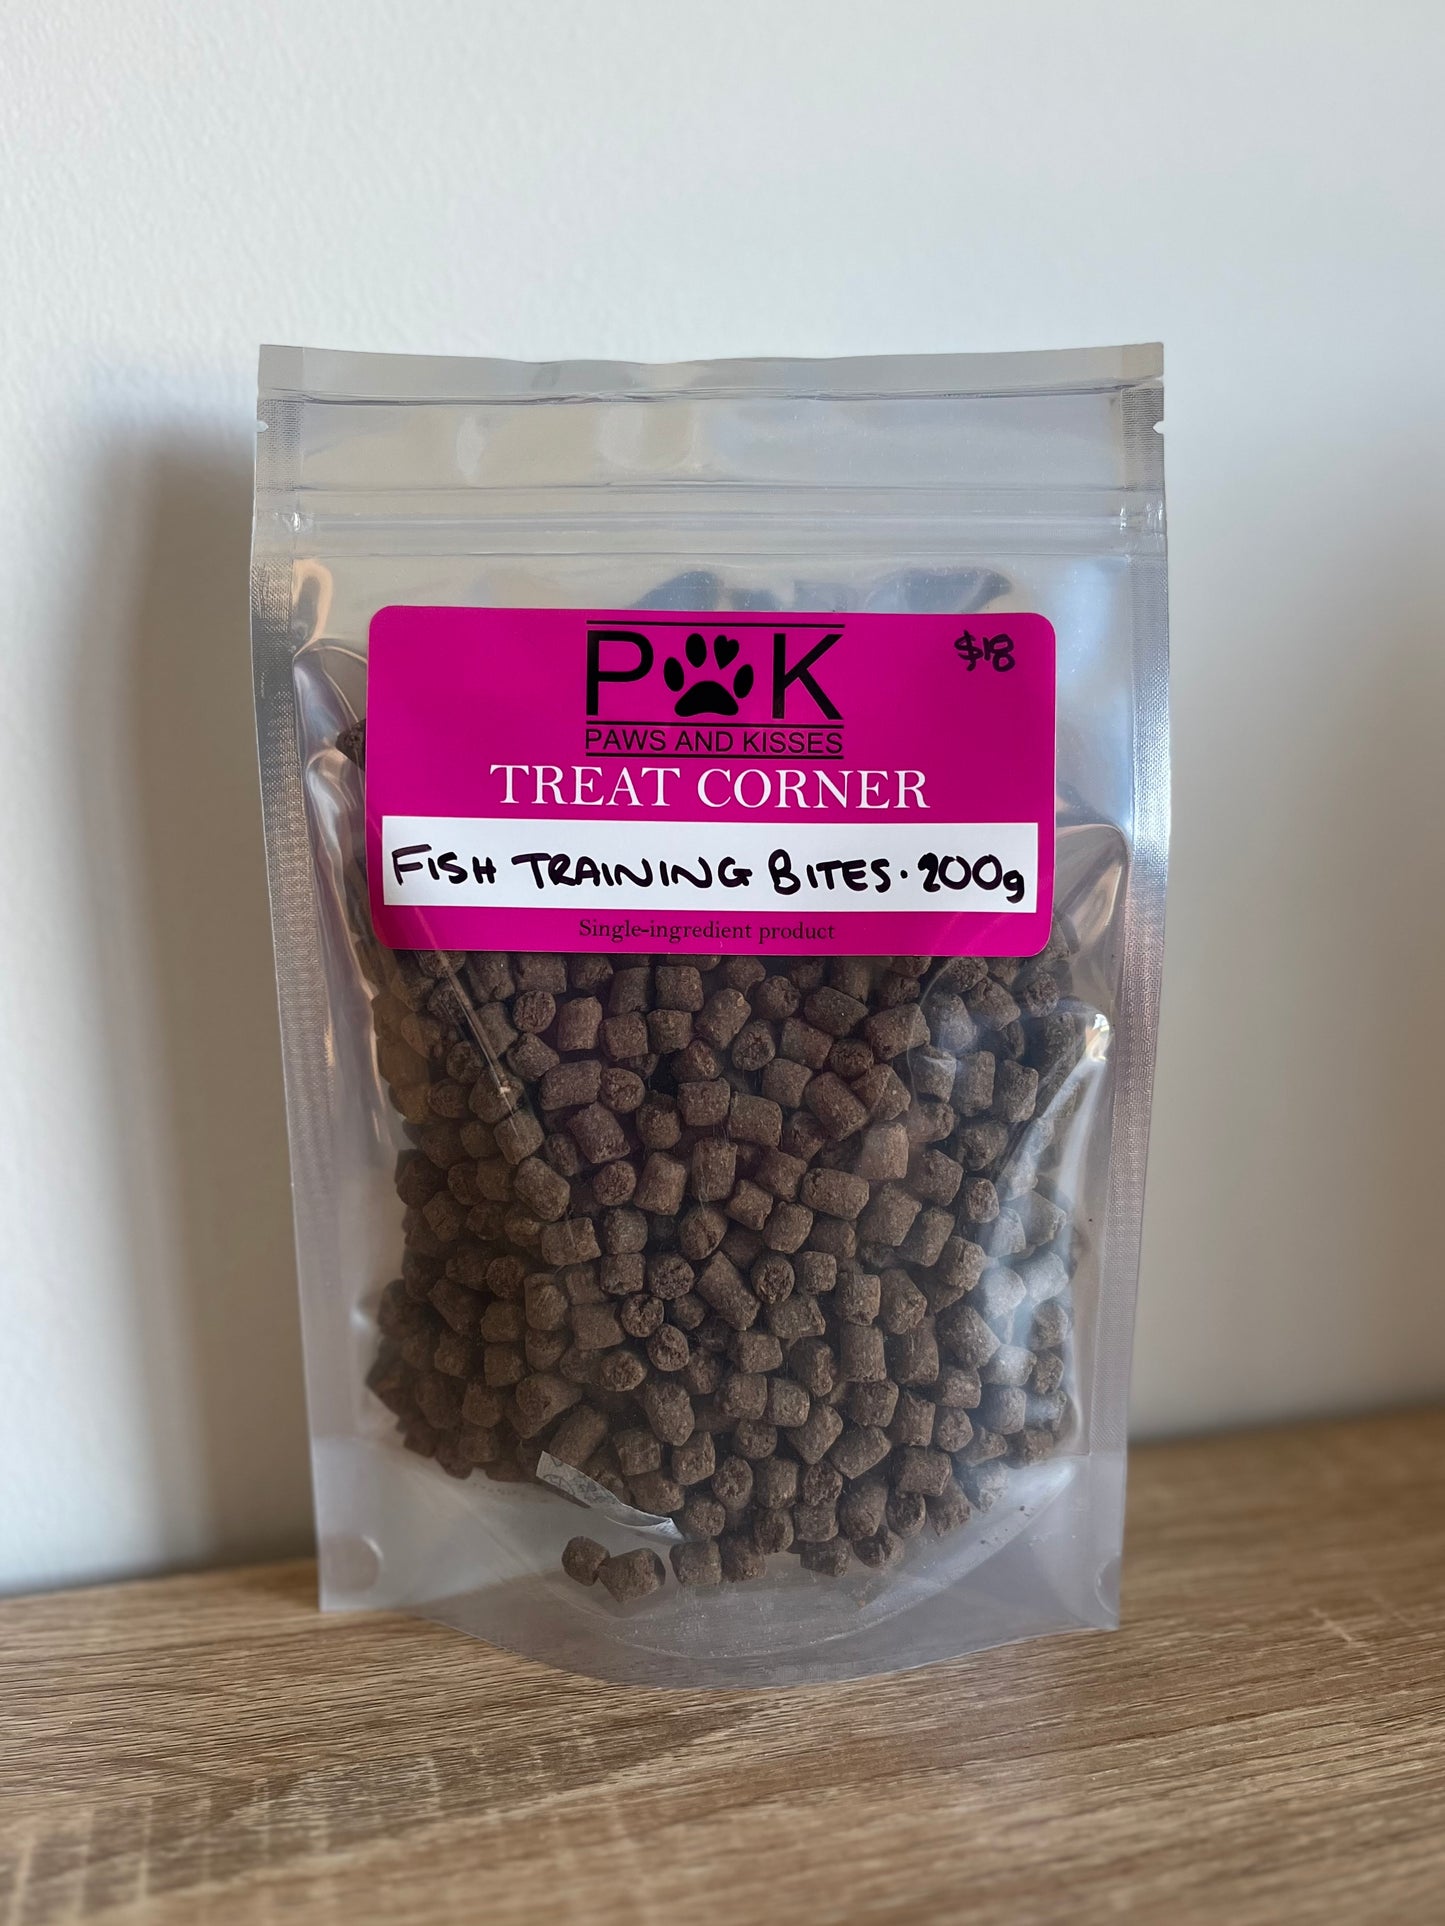 P K
$18
PAWS AND KISSES
TREAT CORNER
FISH TRAINING BITES · 200g
Single-ingredient product